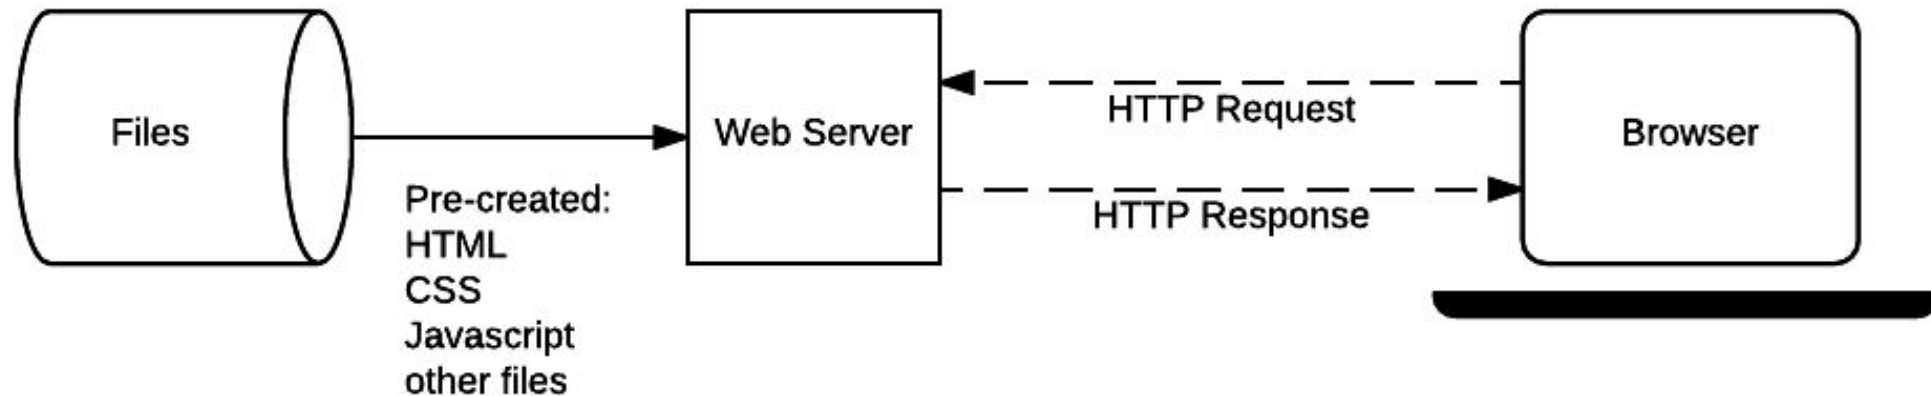 Files
Pre-created:
HTML
CSS
Javascript
other files
Web Server
HTTP Request
HTTP Response
Browser